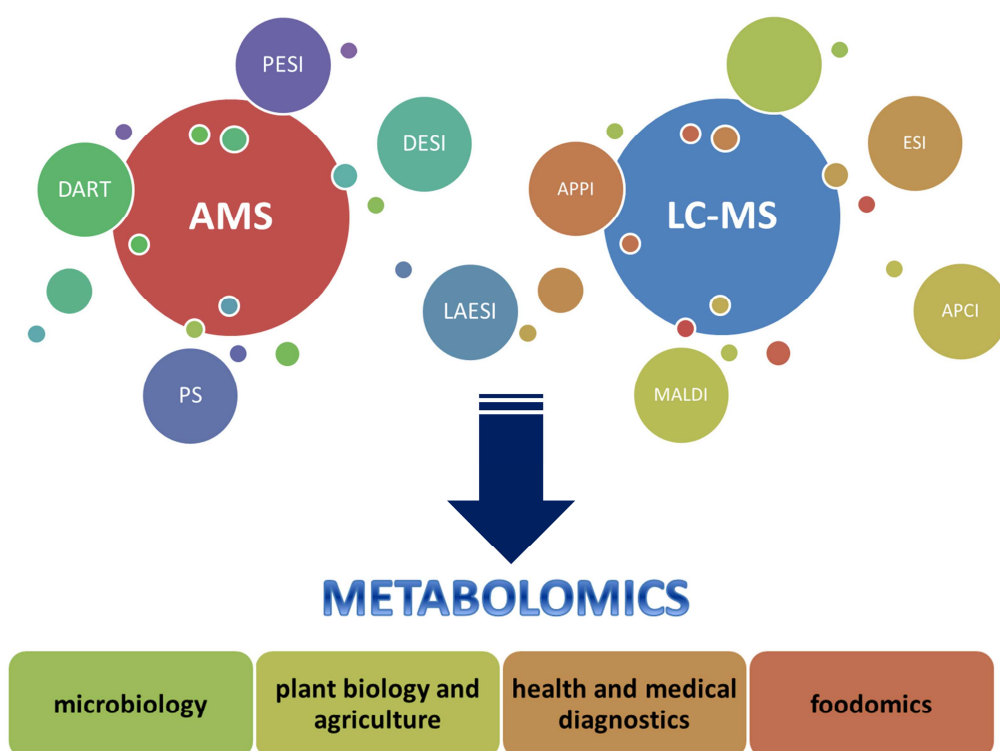 PESI
DESI
DART
AMS
LAESI
PS
ESI
APPI
LC-MS
APCI
MALDI
METABOLOMICS
microbiology
plant biology and
agriculture
health and medical
diagnostics
foodomics